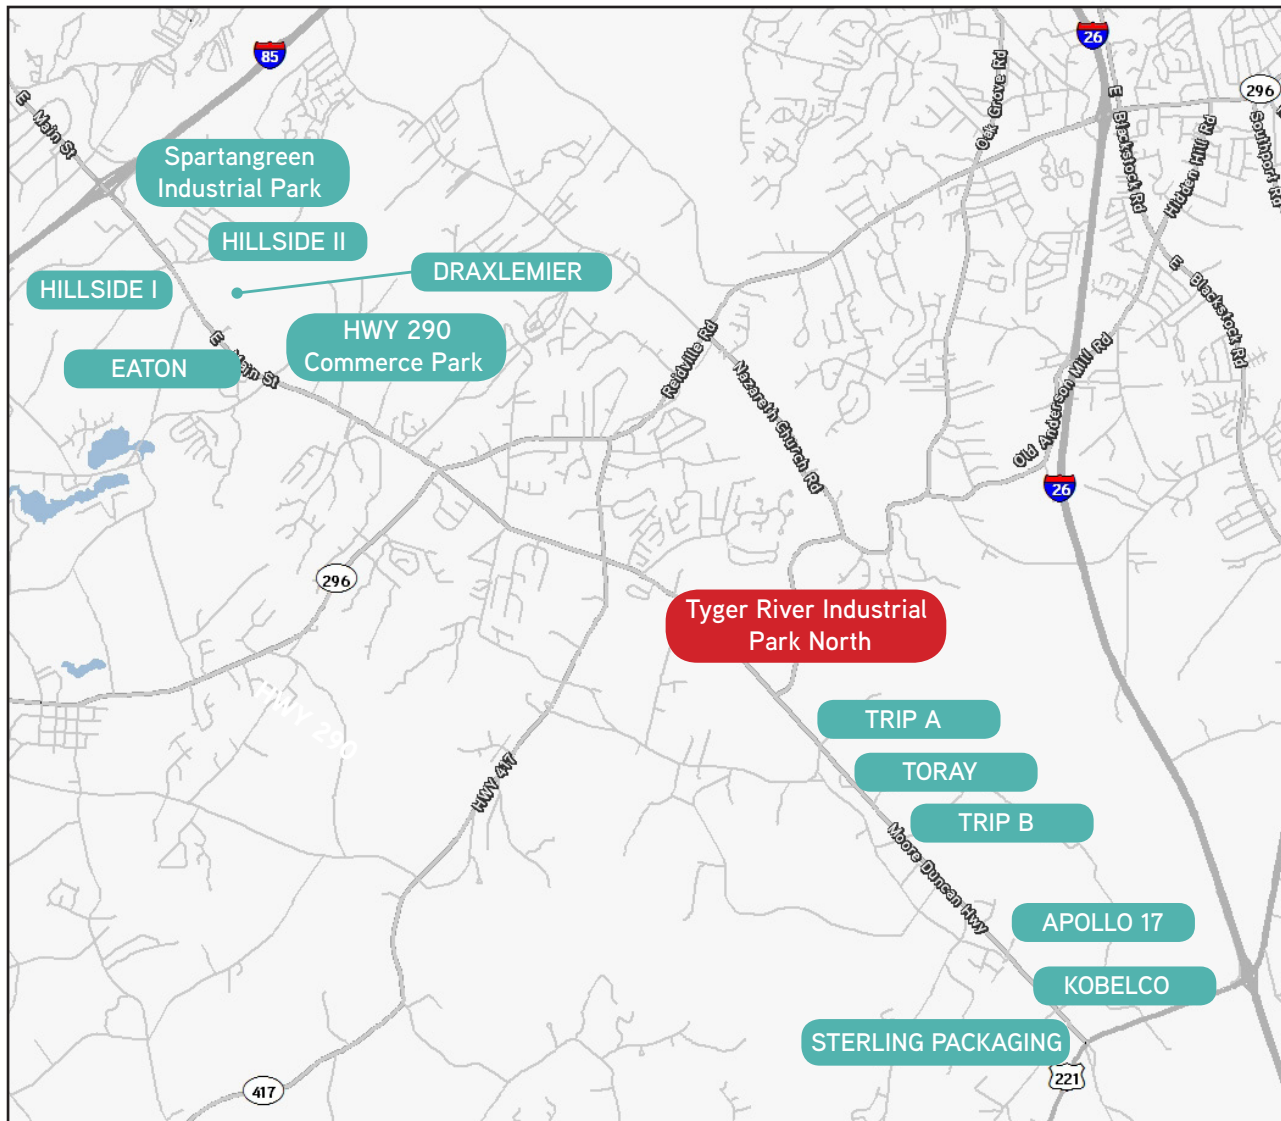 85
26
296
E Main St
Oak Grove Rd
E Blackstock Rd
Hidden Hill Rd
Southport Rd
Spartangreen
Industrial Park
HILLSIDE II
DRAXLEMIER
HILLSIDE I
E Blackstock Rd
HWY 290
Commerce Park
E Main St
EATON
Reidville Rd
Nazareth Church Rd
Old Anderson Mill Rd
26
296
Tyger River Industrial
Park North
HWY 290
TRIP A
HWY 417
TORAY
TRIP B
Moore Duncan Hwy
APOLLO 17
KOBELCO
STERLING PACKAGING
221
417